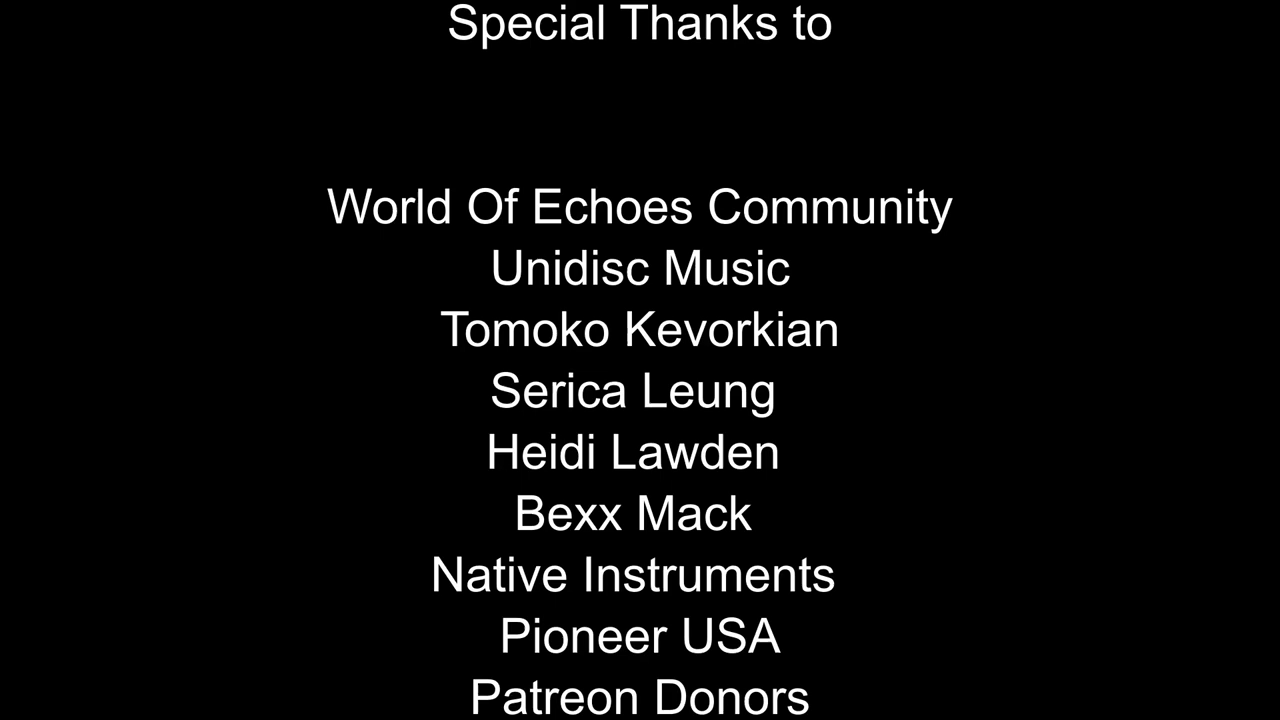 Special Thanks to
World Of Echoes Community
Unidisc Music
Tomoko Kevorkian
Serica Leung
Heidi Lawden
Bexx Mack
Native Instruments
Pioneer USA
Patreon Donors